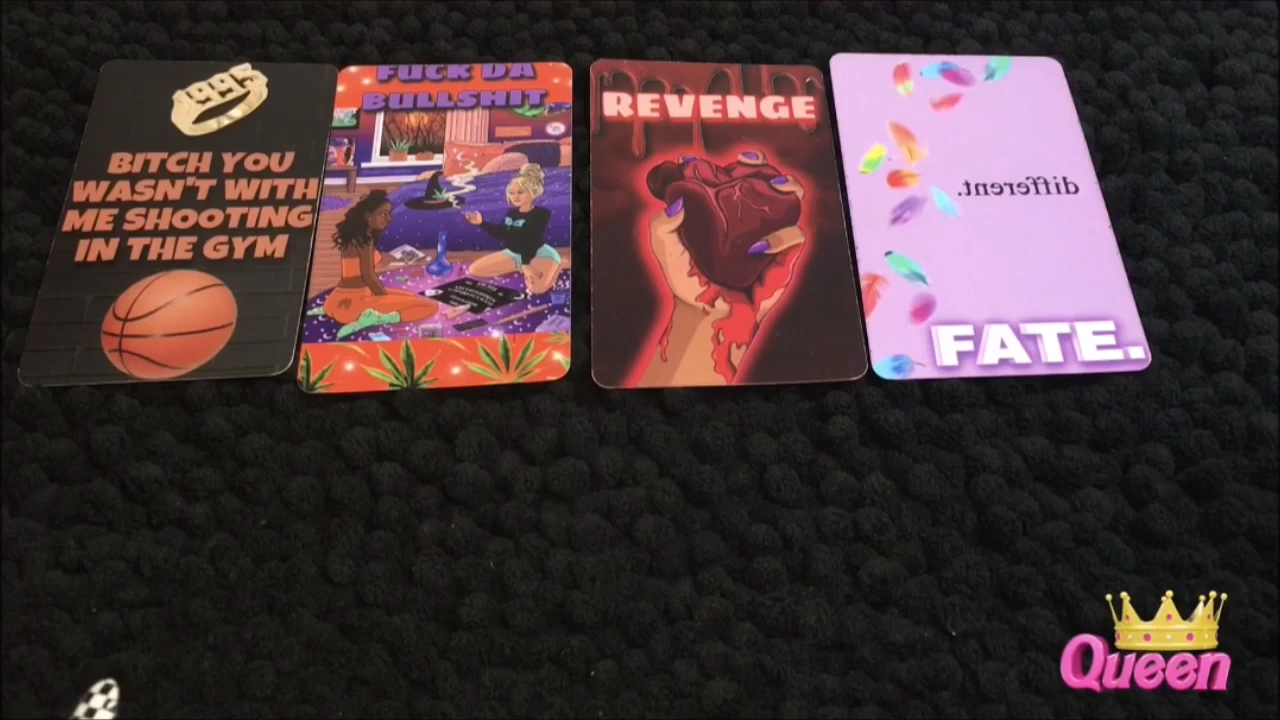 1995
BITCH YOU
WASN'T WITH
ME SHOOTING
IN THE GYM
FUCK DA
BULLSHIT
REVENGE
different.
FATE.
Queen